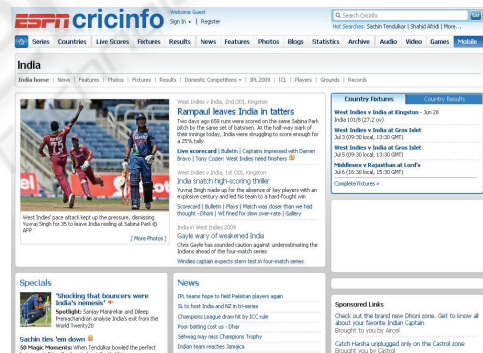 ESPN cricinfo
Welcome Guest
Sign In | Register
Search Cricinfo
Go
Hot Searches: Sachin Tendulkar | Shahid Afridi | More...
Series Countries Live Scores Fixtures Results News Features Photos Blogs Statistics Archive Audio Video Games Mobile
India
India home | News | Features | Photos | Fixtures | Results | Domestic Competitions | IPL 2009 | ICL | Players | Grounds | Records
West Indies' pace attack kept up the pressure, dismissing
Yuvraj Singh for 35 to leave India reeling at Sabina Park ©
AFP
[ More Photos ]
West Indies v India, 2nd ODI, Kingston
Rampaul leaves India in tatters
Two days ago 658 runs were scored on the same Sabina Park
pitch by the same set of batsmen. At the half-way mark of
their innings today, India were struggling to score enough for
a 25% tally
Live scorecard | Bulletin | Captains impressed with Darren
Bravo | Tony Cozier: West Indies need finishers
West Indies v India, 1st ODI, Kingston
India snatch high-scoring thriller
Yuvraj Singh made up for the absence of key players with an
explosive century and led his team to a hard-fought win
Scorecard | Bulletin | Plays | Match was closer than we had
thought - Dhoni | WI fined for slow over-rate | Gallery
India in West Indies 2009
Gayle wary of weakened India
Chris Gayle has sounded caution against underestimating the
Indians ahead of the four-match series
Windies captain expects stern test in four-match series
Country Fixtures
Country Results
West Indies v India at Kingston - Jun 28
India 101/8 (27.2 ov)
West Indies v India at Gros Islet
Jul 3 (09:30 local, 13:30 GMT)
West Indies v India at Gros Islet
Jul 5 (09:30 local, 13:30 GMT)
Middlesex v Rajasthan at Lord's
Jul 6 (16:30 local, 15:30 GMT)
Complete fixtures »
Specials
'Shocking that bouncers were
India's nemesis'
Spotlight: Sanjay Manjrekar and Dileep
Premachandran analyse India's exit from the
World Twenty20
Sachin ties 'em down
50 Magic Moments: When Tendulkar bowled the perfect
News
IPL teams hope to field Pakistan players again
SL to host India and NZ in tri-series
Champions League draw hit by ICC rule
Poor batting cost us - Dhar
Sehwag may miss Champions Trophy
Indian team reaches Jamaica
Sponsored Links
Check out the brand new Dhoni zone. Get to know all
about your favorite Indian Captain
Brought to you by Aircel
Catch Harsha unplugged only on the Castrol zone
Brought to you by Castrol